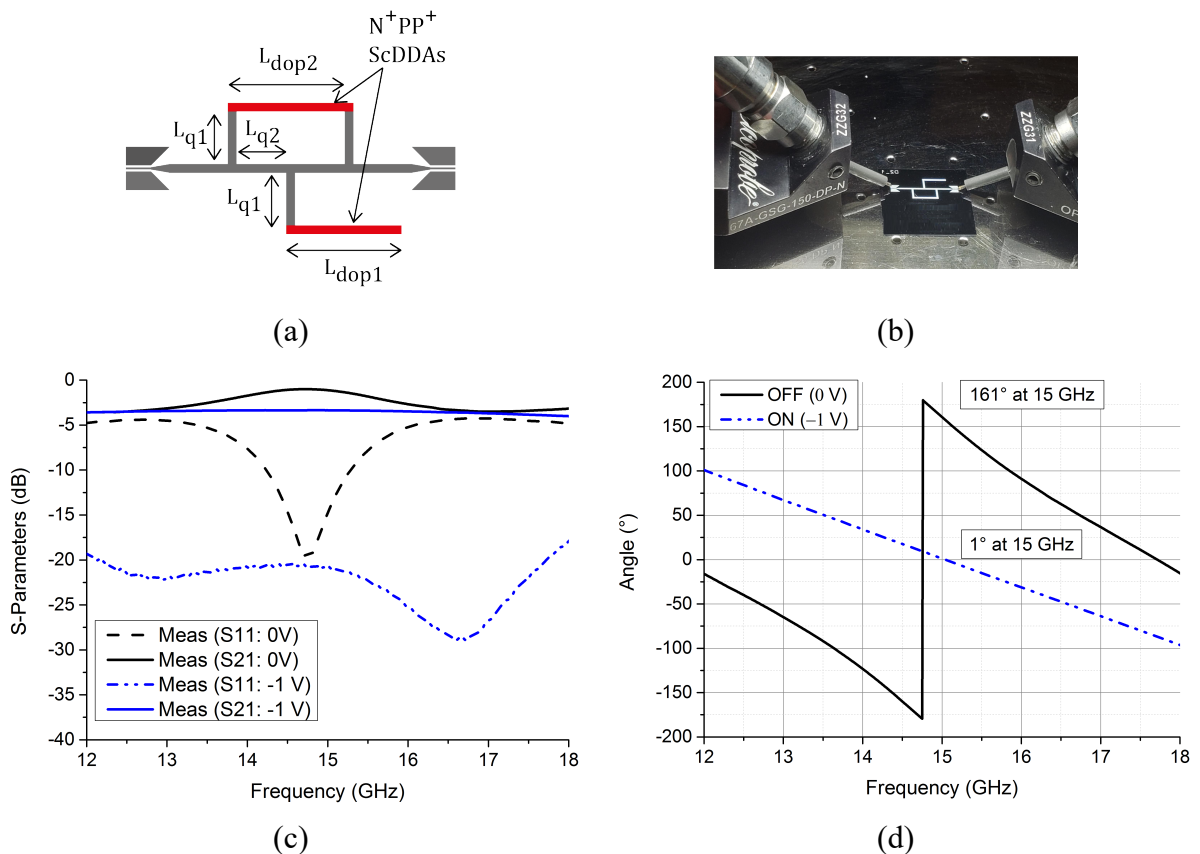 N+PP+
ScDDAs
Ldop2
Lq1
Lq2
Lq1
Ldop1
(a)
ZZG32
ZZG31
67A-GSG-150-DP-N
OP
(b)
0
-5
-10
-15
-20
-25
-30
-35
-40
S-Parameters (dB)
Meas (S11: 0V)
Meas (S21: 0V)
Meas (S11: -1 V)
Meas (S21: -1 V)
12 13 14 15 16 17 18
Frequency (GHz)
(c)
200
150
100
50
0
-50
-100
-150
-200
Angle (°)
OFF (0 V)
ON (−1 V)
161° at 15 GHz
1° at 15 GHz
12 13 14 15 16 17 18
Frequency (GHz)
(d)